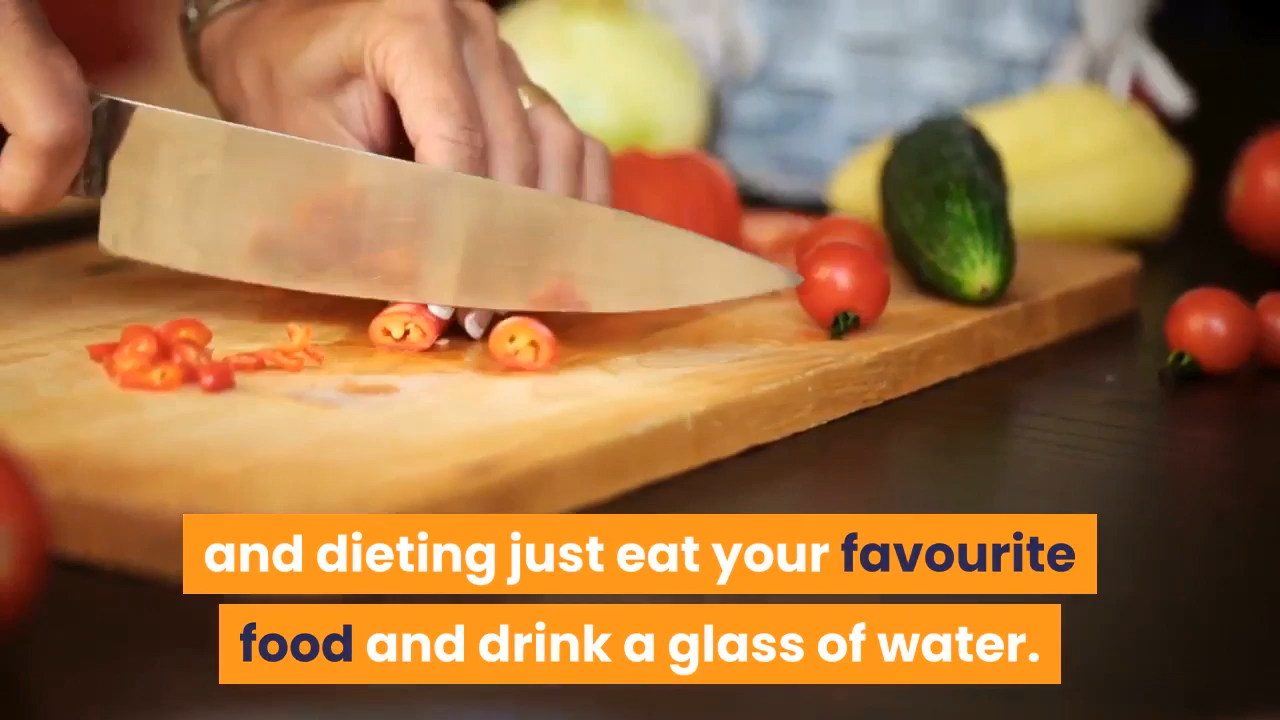 and dieting just eat your favourite
food and drink a glass of water.